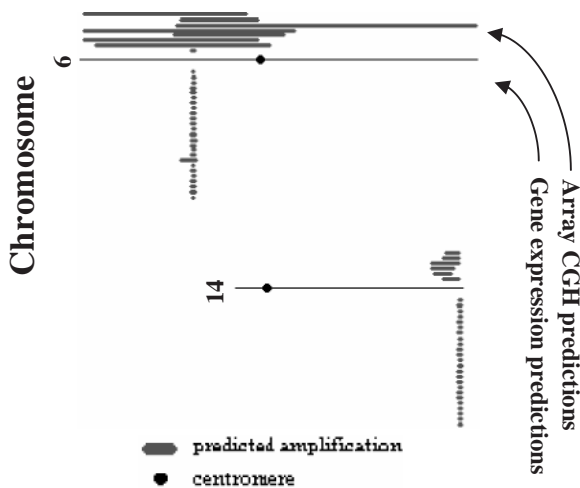 Chromosome
6
14
Array CGH predictions
Gene expression predictions
predicted amplification
centromere